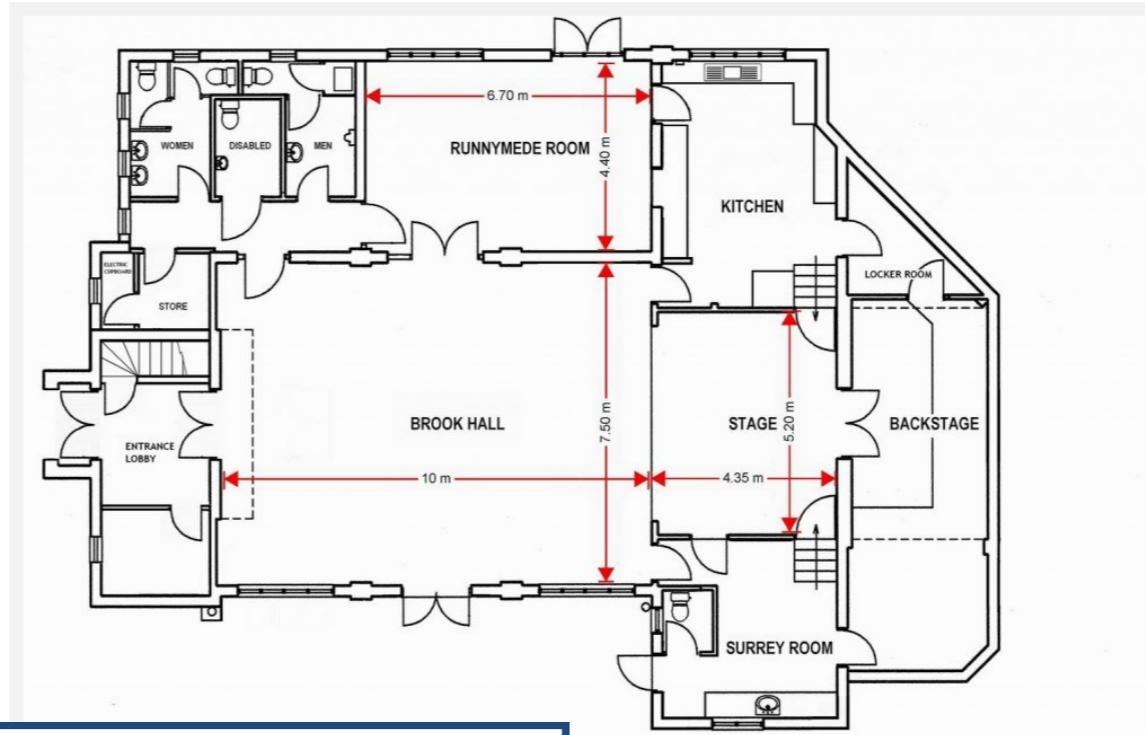 6.70 m
WOMEN
DISABLED
MEN
RUNNYMEDE ROOM
4.40 m
KITCHEN
ELECTRIC
CUPBOARD
STORE
LOCKER ROOM
BROOK HALL
7.50 m
STAGE
5.20 m
BACKSTAGE
ENTRANCE
LOBBY
10 m
4.35 m
SURREY ROOM